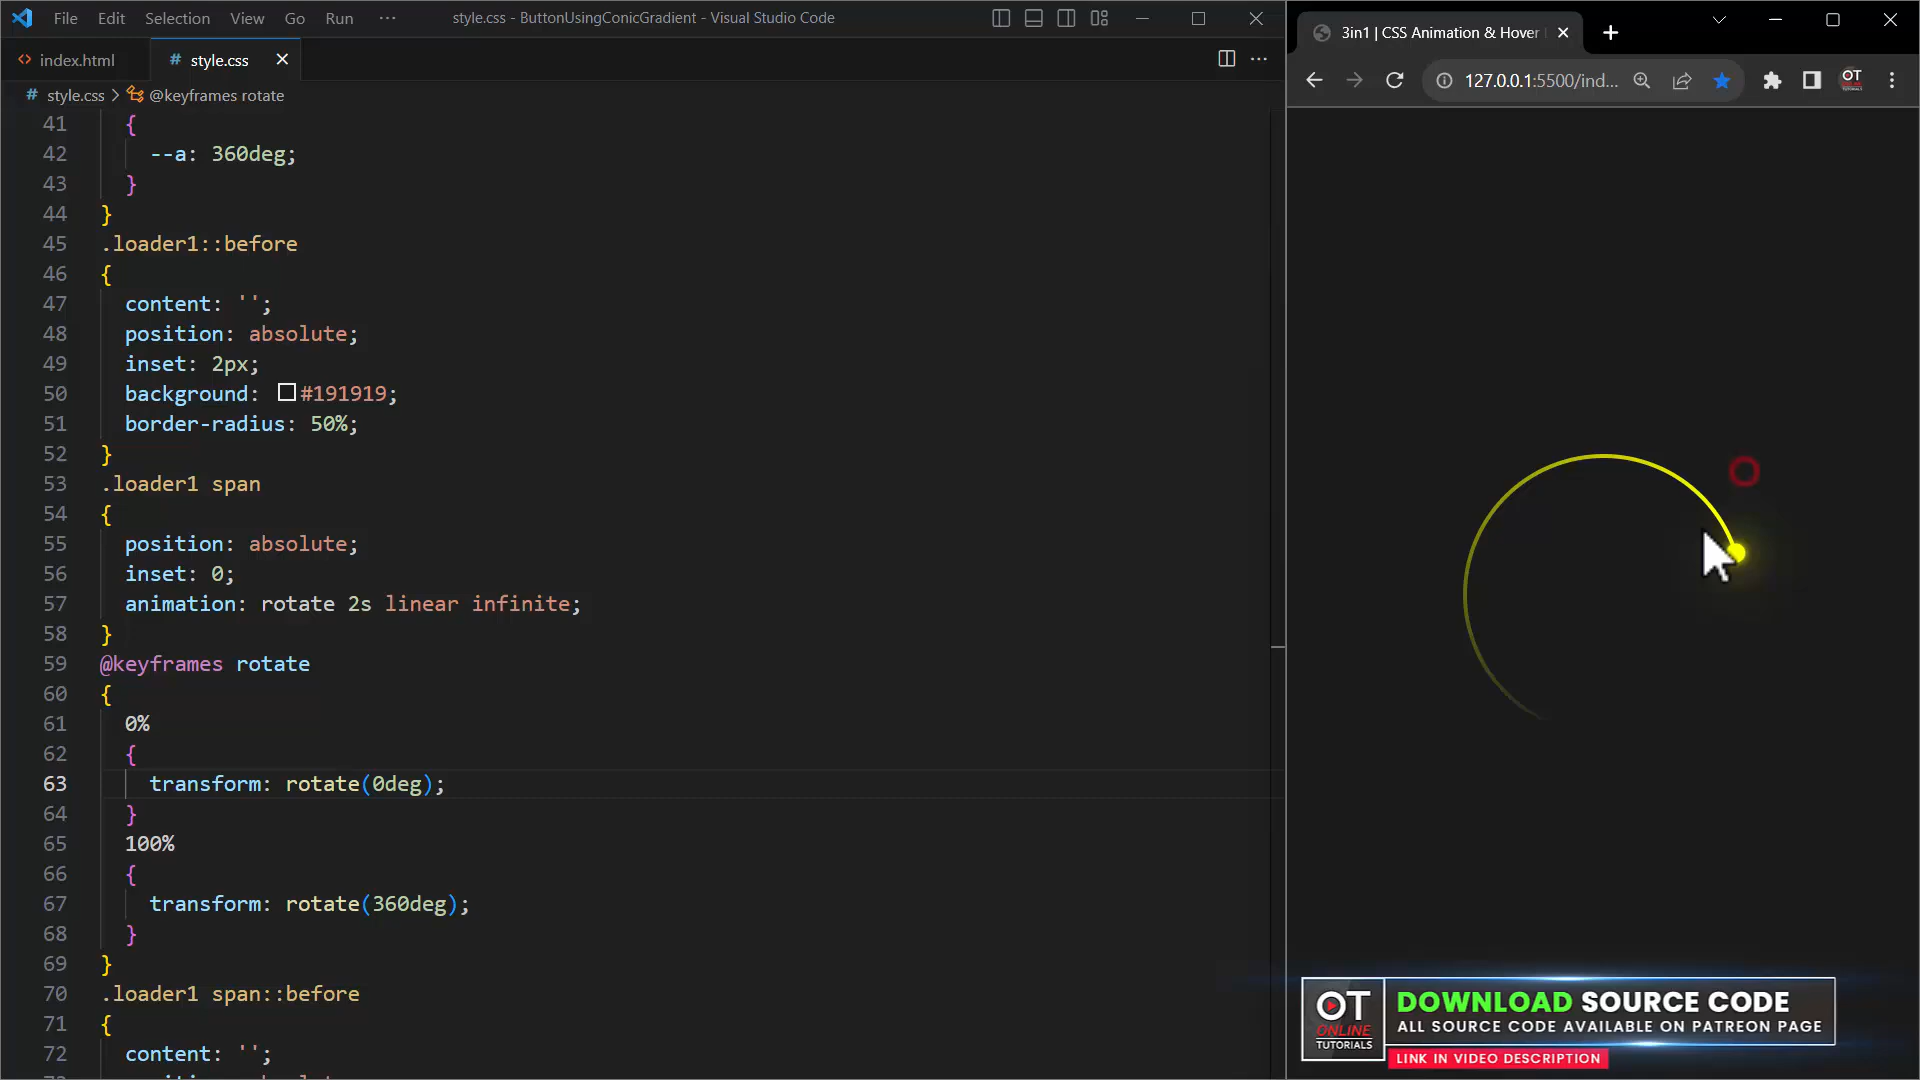 File Edit Selection View Go Run ··· style.css - ButtonUsingConicGradient - Visual Studio Code
index.html # style.css
# style.css > @keyframes rotate
41 {
42 --a: 360deg;
43 }
44 }
45 .loader1::before
46 {
47 content: '';
48 position: absolute;
49 inset: 2px;
50 background: #191919;
51 border-radius: 50%;
52 }
53 .loader1 span
54 {
55 position: absolute;
56 inset: 0;
57 animation: rotate 2s linear infinite;
58 }
59 @keyframes rotate
60 {
61 0%
62 {
63 transform: rotate(0deg);
64 }
65 100%
66 {
67 transform: rotate(360deg);
68 }
69 }
70 .loader1 span::before
71 {
72 content: '';
3in1 | CSS Animation & Hover
127.0.0.1:5500/ind...
OT
OT
ONLINE
TUTORIALS
DOWNLOAD SOURCE CODE
ALL SOURCE CODE AVAILABLE ON PATREON PAGE
LINK IN VIDEO DESCRIPTION